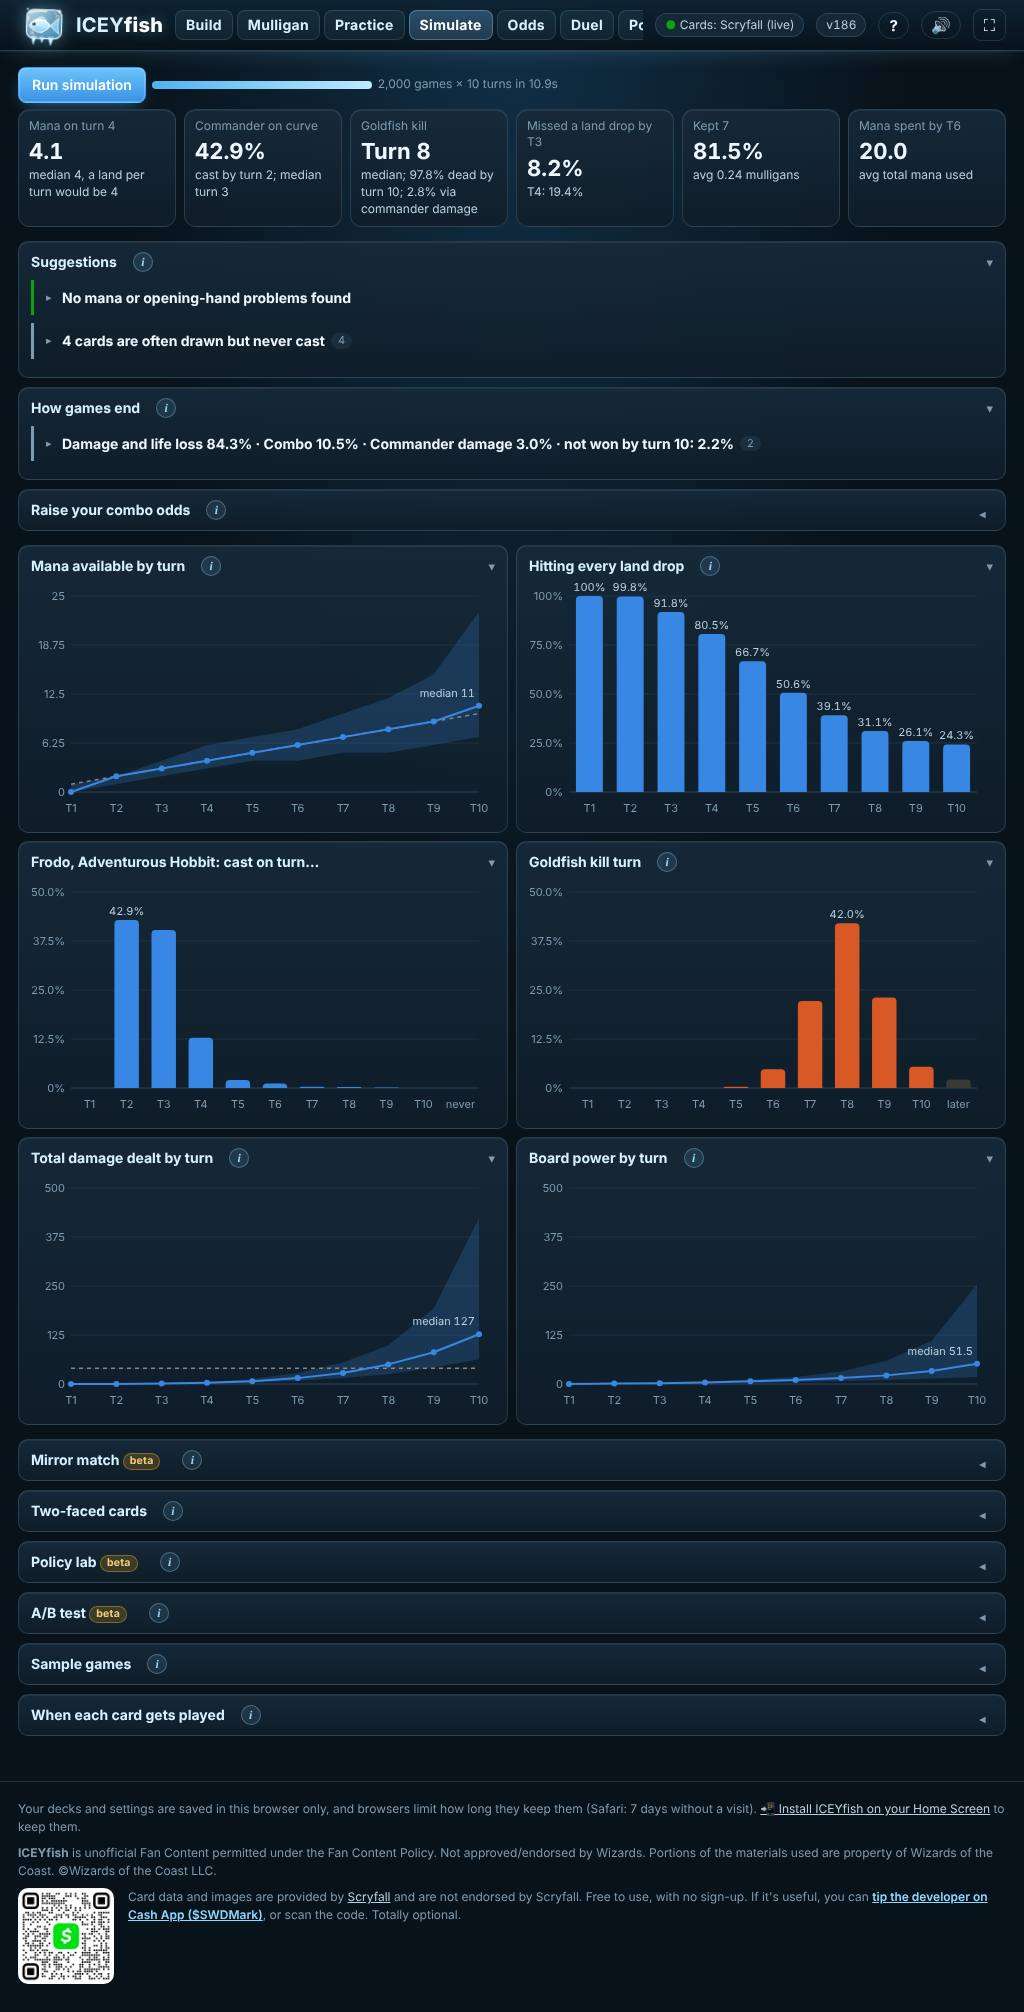 ICEYfish Build Mulligan Practice Simulate Odds Duel Cards: Scryfall (live) v186 ?
Run simulation 2,000 games × 10 turns in 10.9s
Mana on turn 4
4.1
median 4, a land per
turn would be 4
Commander on curve
42.9%
cast by turn 2; median
turn 3
Goldfish kill
Turn 8
median; 97.8% dead by
turn 10; 2.8% via
commander damage
Missed a land drop by
T3
8.2%
T4: 19.4%
Kept 7
81.5%
avg 0.24 mulligans
Mana spent by T6
20.0
avg total mana used
Suggestions i
No mana or opening-hand problems found
4 cards are often drawn but never cast 4
How games end i
Damage and life loss 84.3% · Combo 10.5% · Commander damage 3.0% · not won by turn 10: 2.2% 2
Raise your combo odds i
Mana available by turn i
25
18.75
12.5
6.25
0
median 11
T1 T2 T3 T4 T5 T6 T7 T8 T9 T10
Hitting every land drop i
100%
75.0%
50.0%
25.0%
0%
100% 99.8% 91.8% 80.5% 66.7% 50.6% 39.1% 31.1% 26.1% 24.3%
T1 T2 T3 T4 T5 T6 T7 T8 T9 T10
Frodo, Adventurous Hobbit: cast on turn…
50.0%
37.5%
25.0%
12.5%
0%
42.9%
T1 T2 T3 T4 T5 T6 T7 T8 T9 T10 never
Goldfish kill turn i
50.0%
37.5%
25.0%
12.5%
0%
42.0%
T1 T2 T3 T4 T5 T6 T7 T8 T9 T10 later
Total damage dealt by turn i
500
375
250
125
0
median 127
T1 T2 T3 T4 T5 T6 T7 T8 T9 T10
Board power by turn i
500
375
250
125
0
median 51.5
T1 T2 T3 T4 T5 T6 T7 T8 T9 T10
Mirror match beta i
Two-faced cards i
Policy lab beta i
A/B test beta i
Sample games i
When each card gets played i
Your decks and settings are saved in this browser only, and browsers limit how long they keep them (Safari: 7 days without a visit). Install ICEYfish on your Home Screen to
keep them.
ICEYfish is unofficial Fan Content permitted under the Fan Content Policy. Not approved/endorsed by Wizards. Portions of the materials used are property of Wizards of the
Coast. ©Wizards of the Coast LLC.
Card data and images are provided by Scryfall and are not endorsed by Scryfall. Free to use, with no sign-up. If it's useful, you can tip the developer on
Cash App ($SWDMark), or scan the code. Totally optional.
$